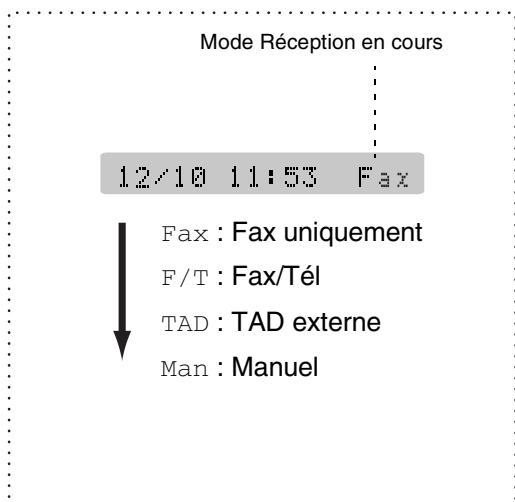 Mode Réception en cours
12/10 11:53 Fax
Fax : Fax uniquement
F/T : Fax/Tél
TAD : TAD externe
Man : Manuel